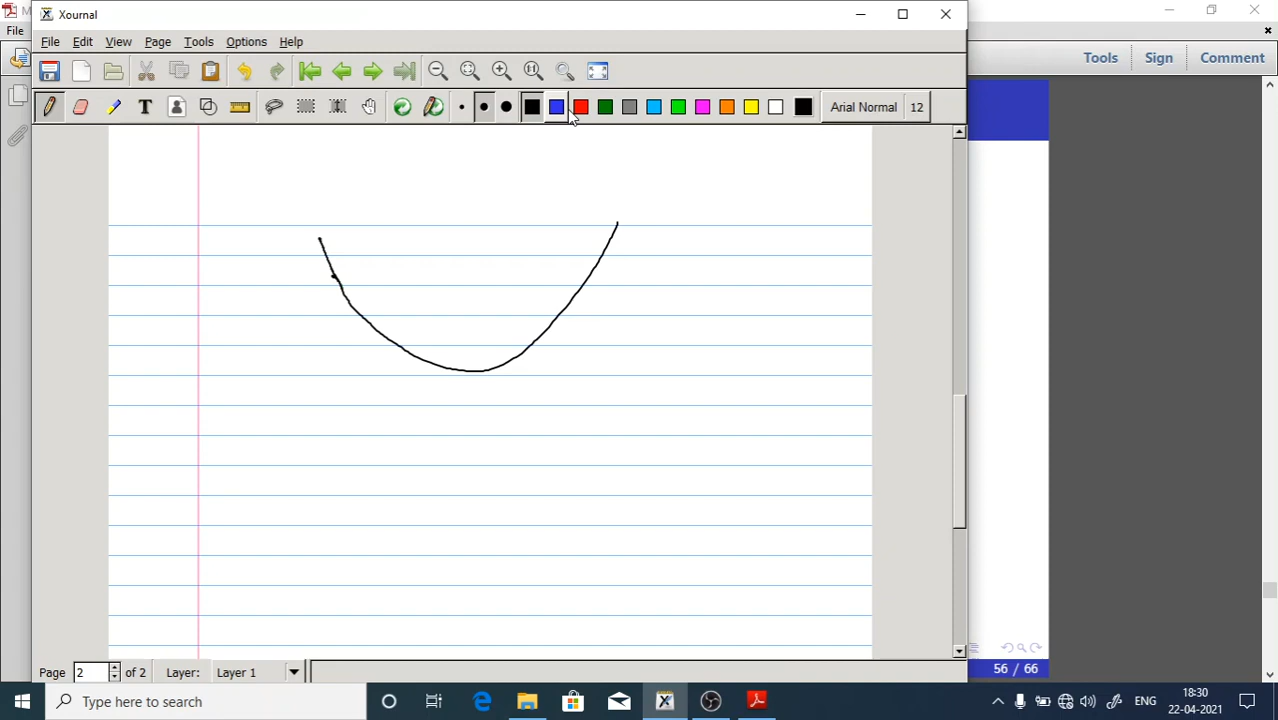 Xournal
File Edit View Page Tools Options Help
T Arial Normal 12
File
Tools Sign Comment
Page 2 of 2 Layer: Layer 1
56 / 66
Type here to search
ENG
18:30
22-04-2021